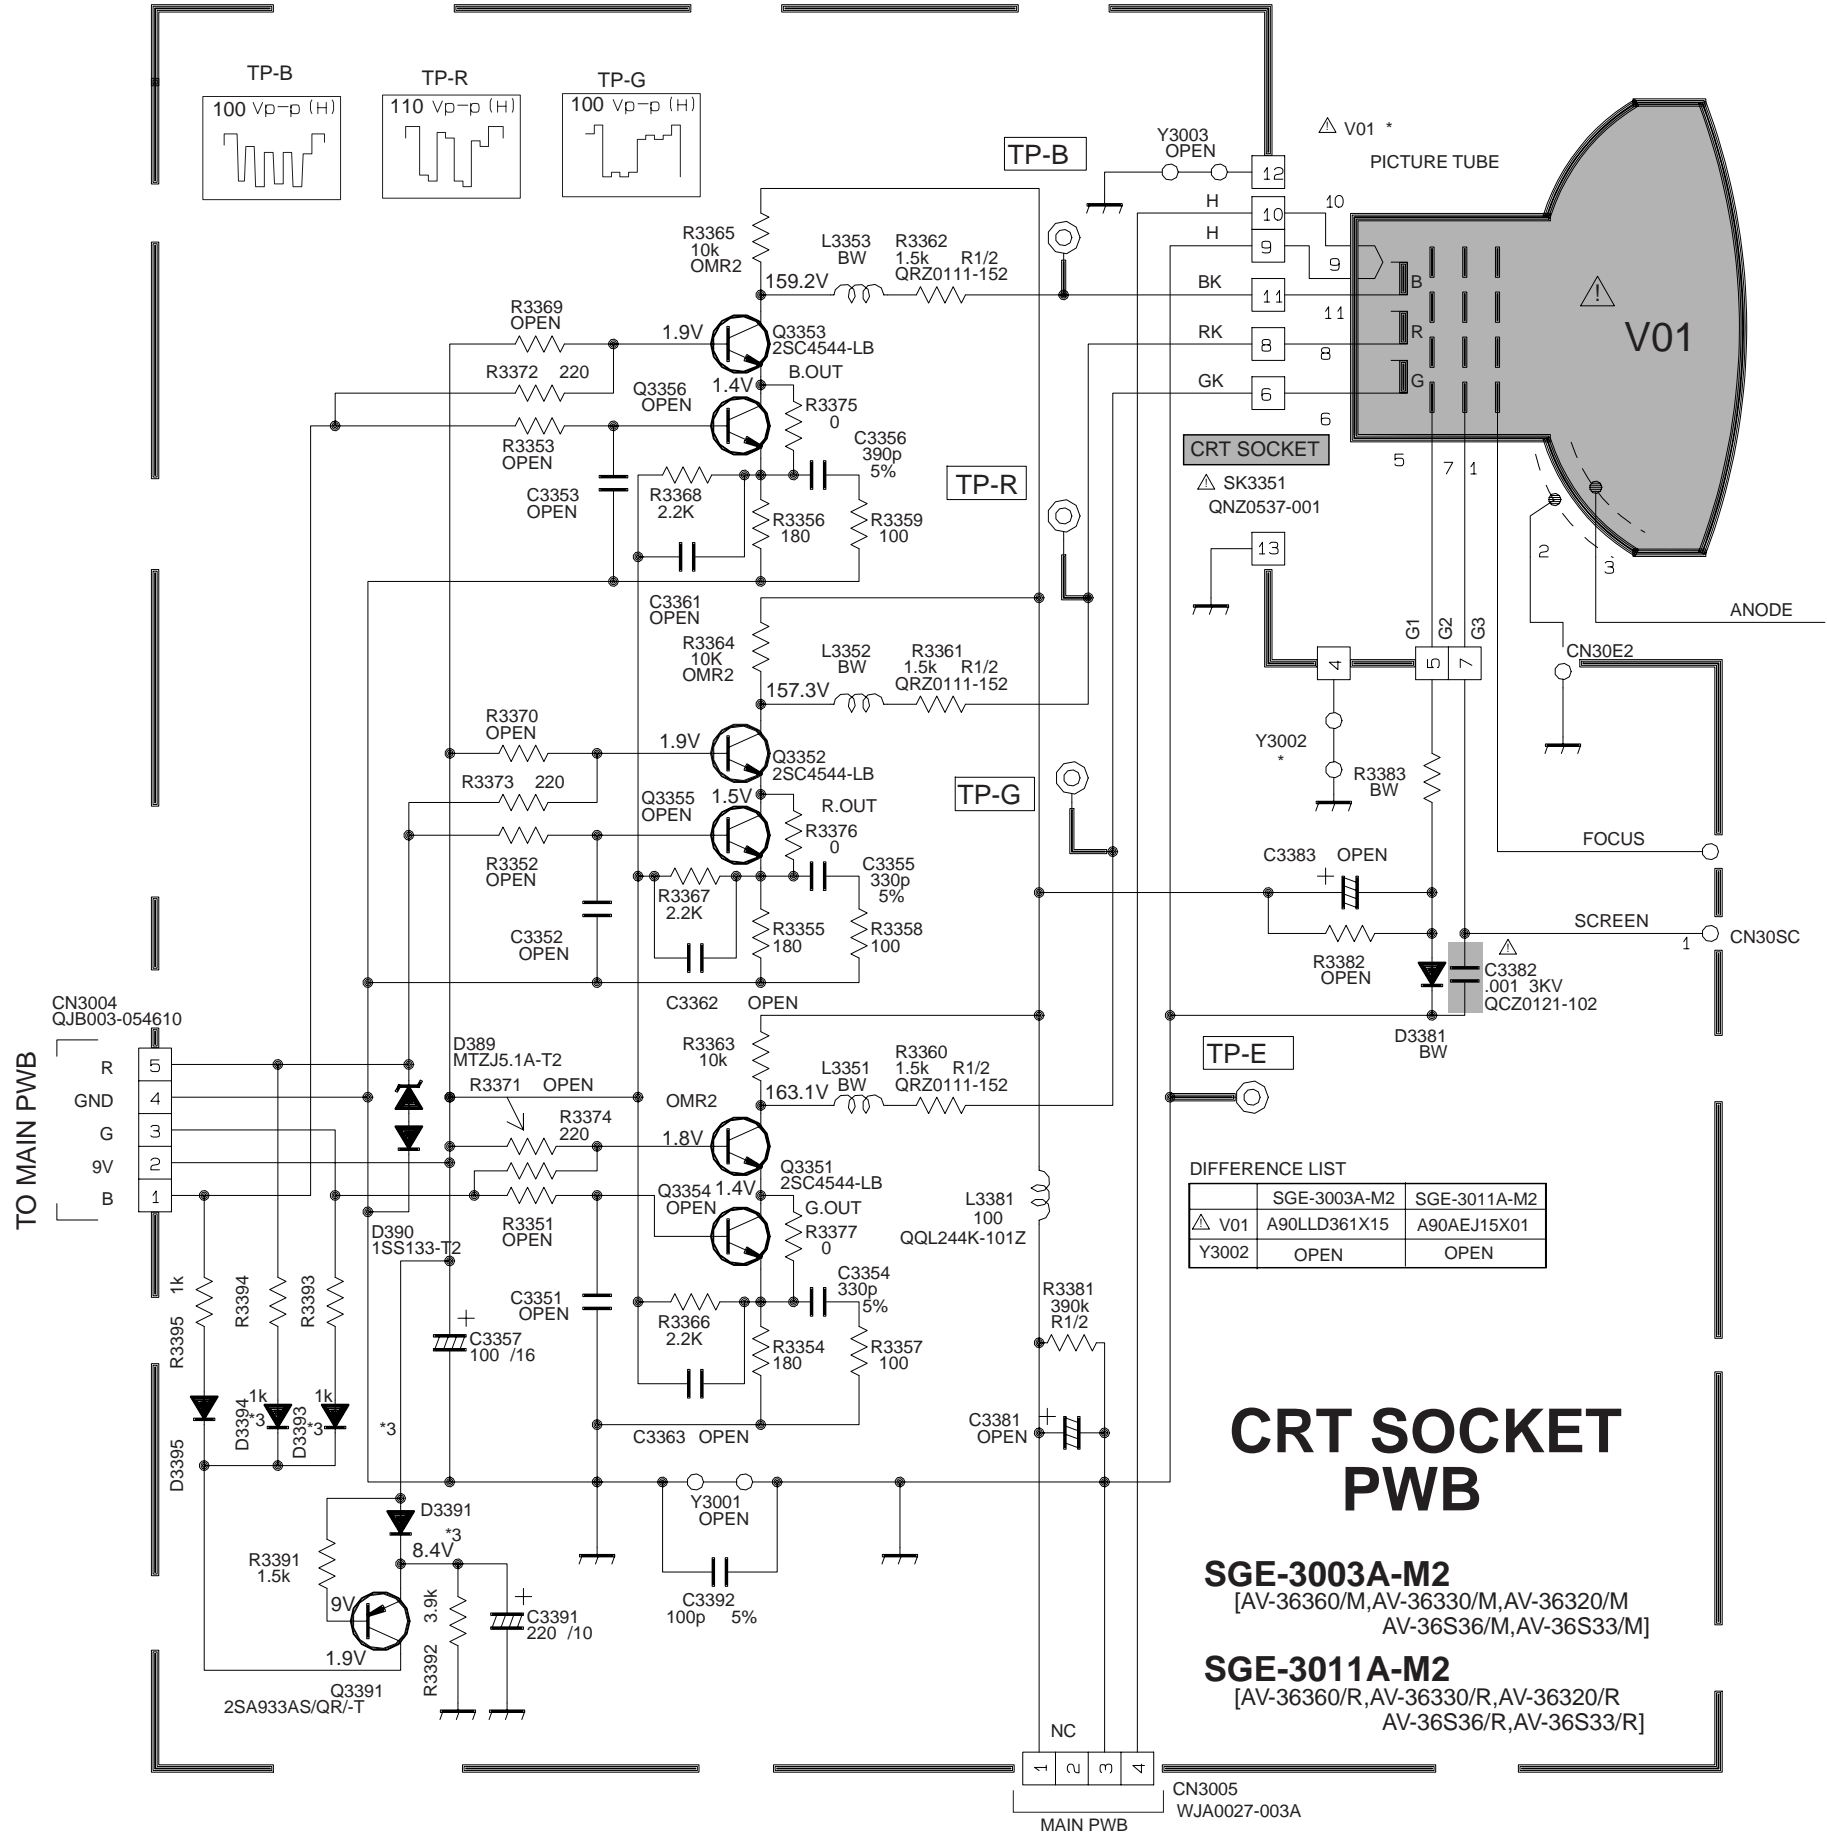 TP-B
100 Vp-p (H)
TP-R
110 Vp-p (H)
TP-G
100 Vp-p (H)
TP-B
Y3003
OPEN
12
⚠ V01 *
PICTURE TUBE
H
10
10
H
9
9
BK
11
11
B
RK
8
8
R
GK
6
6
G
⚠
V01
R3365
10k
OMR2
159.2V
L3353
BW
R3362
1.5k R1/2
QRZ0111-152
R3369
OPEN
1.9V
Q3353
2SC4544-LB
B.OUT
R3372 220
Q3356
OPEN
1.4V
R3375
0
R3353
OPEN
C3356
390p
5%
C3353
OPEN
R3368
2.2K
R3356
180
R3359
100
TP-R
CRT SOCKET
⚠ SK3351
QNZ0537-001
13
5
7
1
2
3
ANODE
C3361
OPEN
R3364
10K
OMR2
157.3V
L3352
BW
R3361
1.5k R1/2
QRZ0111-152
G1
G2
G3
4
5
7
CN30E2
R3370
OPEN
1.9V
Q3352
2SC4544-LB
R.OUT
R3373 220
Q3355
OPEN
1.5V
R3376
0
R3352
OPEN
C3355
330p
5%
R3367
2.2K
C3352
OPEN
R3355
180
R3358
100
TP-G
Y3002
*
R3383
BW
C3383 OPEN
+
FOCUS
SCREEN
1
CN30SC
R3382
OPEN
⚠
C3382
.001 3KV
QCZ0121-102
D3381
BW
C3362 OPEN
CN3004
QJB003-054610
TO MAIN PWB
R 5
GND 4
G 3
9V 2
B 1
D389
MTZJ5.1A-T2
R3371 OPEN
R3374
220
R3363
10k
OMR2
163.1V
L3351
BW
R3360
1.5k R1/2
QRZ0111-152
TP-E
1.8V
Q3351
2SC4544-LB
G.OUT
Q3354
OPEN
1.4V
R3377
0
R3351
OPEN
D390
1SS133-T2
C3354
330p
5%
C3351
OPEN
R3366
2.2K
R3354
180
R3357
100
C3363 OPEN
L3381
100
QQL244K-101Z
DIFFERENCE LIST
SGE-3003A-M2 SGE-3011A-M2
⚠ V01 A90LLD361X15 A90AEJ15X01
Y3002 OPEN OPEN
R3395 1k
R3394
R3393
+
C3357
100 /16
R3381
390k
R1/2
D3395
D3394
1k
*3
D3393
1k
*3
*3
C3381
OPEN
+
CRT SOCKET
PWB
Y3001
OPEN
C3392
100p 5%
D3391
*3
8.4V
R3391
1.5k
9V
1.9V
Q3391
2SA933AS/QR/-T
R3392 3.9k
+
C3391
220 /10
SGE-3003A-M2
[AV-36360/M,AV-36330/M,AV-36320/M
AV-36S36/M,AV-36S33/M]
SGE-3011A-M2
[AV-36360/R,AV-36330/R,AV-36320/R
AV-36S36/R,AV-36S33/R]
NC
1 2 3 4
CN3005
WJA0027-003A
MAIN PWB